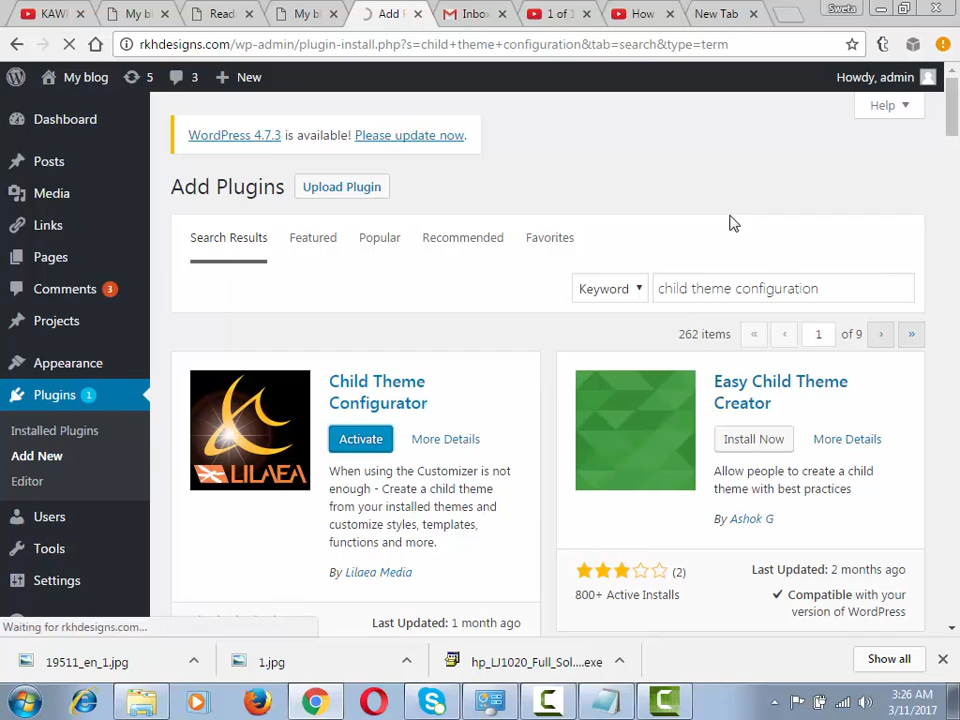 KAWI
My bl
Read
My bl
Add P
Inbo
1 of 1
How
New Tab
Sweta
rkhdesigns.com/wp-admin/plugin-install.php?s=child+theme+configuration&tab=search&type=term
My blog
5
3
New
Howdy, admin
Help
Dashboard
Posts
Media
Links
Pages
Comments 3
Projects
Appearance
Plugins 1
Installed Plugins
Add New
Editor
Users
Tools
Settings
WordPress 4.7.3 is available! Please update now.
Add Plugins
Upload Plugin
Search Results
Featured
Popular
Recommended
Favorites
Keyword
child theme configuration
262 items « ‹ 1 of 9 › »
LILAEA
Child Theme
Configurator
Activate
More Details
When using the Customizer is not
enough - Create a child theme
from your installed themes and
customize styles, templates,
functions and more.
By Lilaea Media
Last Updated: 1 month ago
Easy Child Theme
Creator
Install Now
More Details
Allow people to create a child
theme with best practices
By Ashok G
(2)
800+ Active Installs
Last Updated: 2 months ago
Compatible with your
version of WordPress
Waiting for rkhdesigns.com...
19511_en_1.jpg
1.jpg
hp_LJ1020_Full_Sol....exe
Show all
3:26 AM
3/11/2017